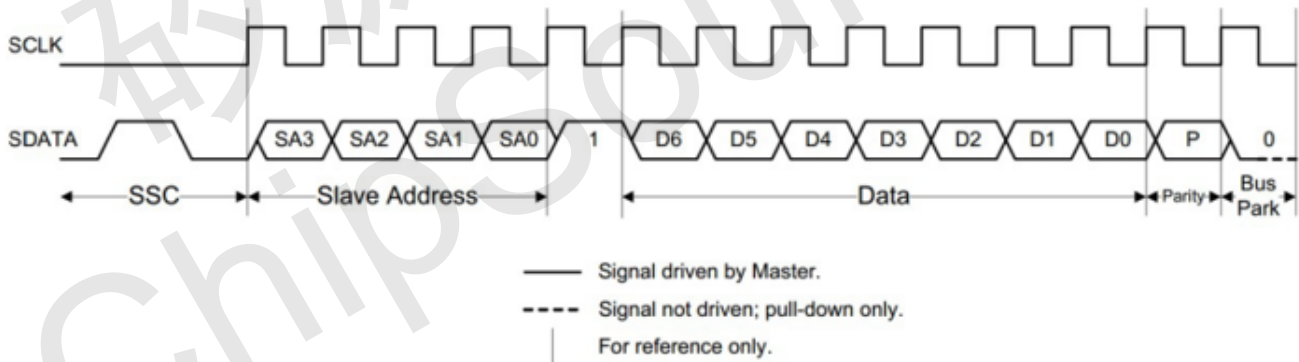 SCLK
SDATA SA3 SA2 SA1 SA0 1 D6 D5 D4 D3 D2 D1 D0 P 0
SSC Slave Address Data Parity Bus Park
Signal driven by Master.
Signal not driven; pull-down only.
For reference only.
ChipSour